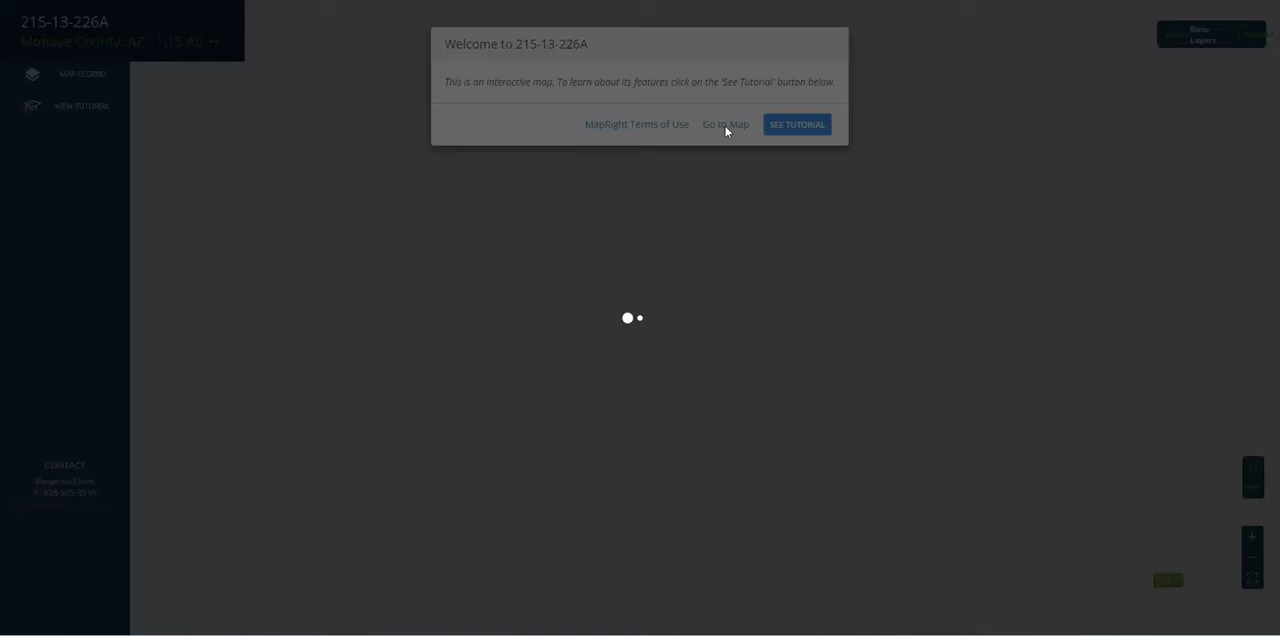 215-13-226A
Mohave County, AZ 1.15 AC +/-
MAP LEGEND
VIEW TUTORIAL
Welcome to 215-13-226A
This is an interactive map. To learn about its features click on the 'See Tutorial' button below.
MapRight Terms of Use Go to Map SEE TUTORIAL
Base
Layers
CONTACT